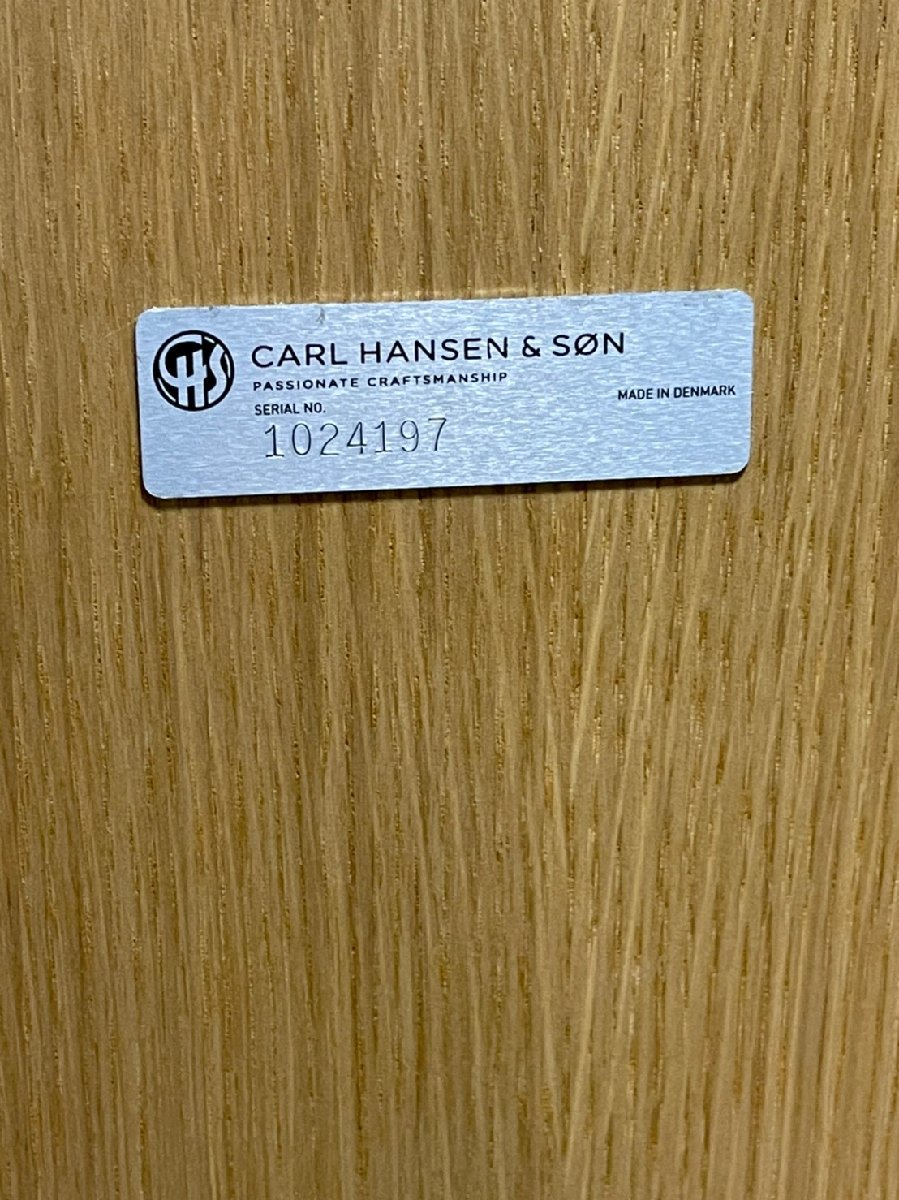 CHS
CARL HANSEN & SØN
PASSIONATE CRAFTSMANSHIP
MADE IN DENMARK
SERIAL NO.
1024197